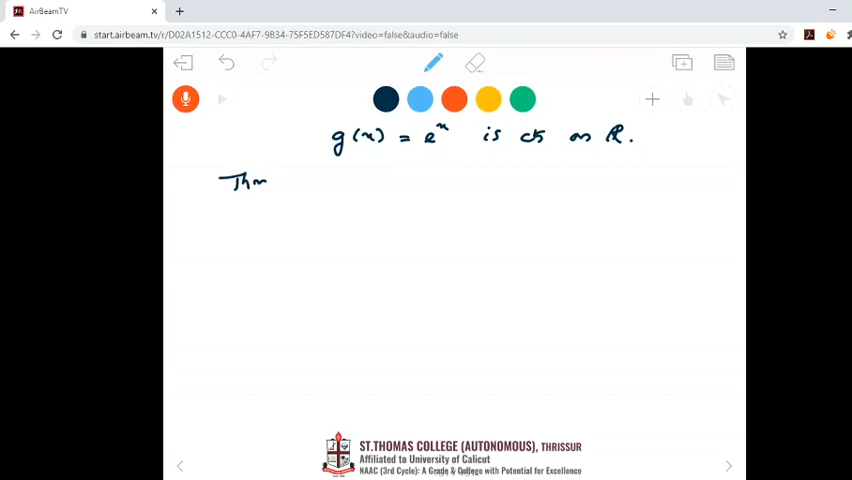 AirBeamTV
start.airbeam.tv/r/D02A1512-CCC0-4AF7-9834-75F5ED587DF4?video=false&audio=false
g(x) = e^x is cts on ℝ.
Thm
ST.THOMAS COLLEGE (AUTONOMOUS), THRISSUR
Affiliated to University of Calicut
NAAC (3rd Cycle): A Grade & College with Potential for Excellence